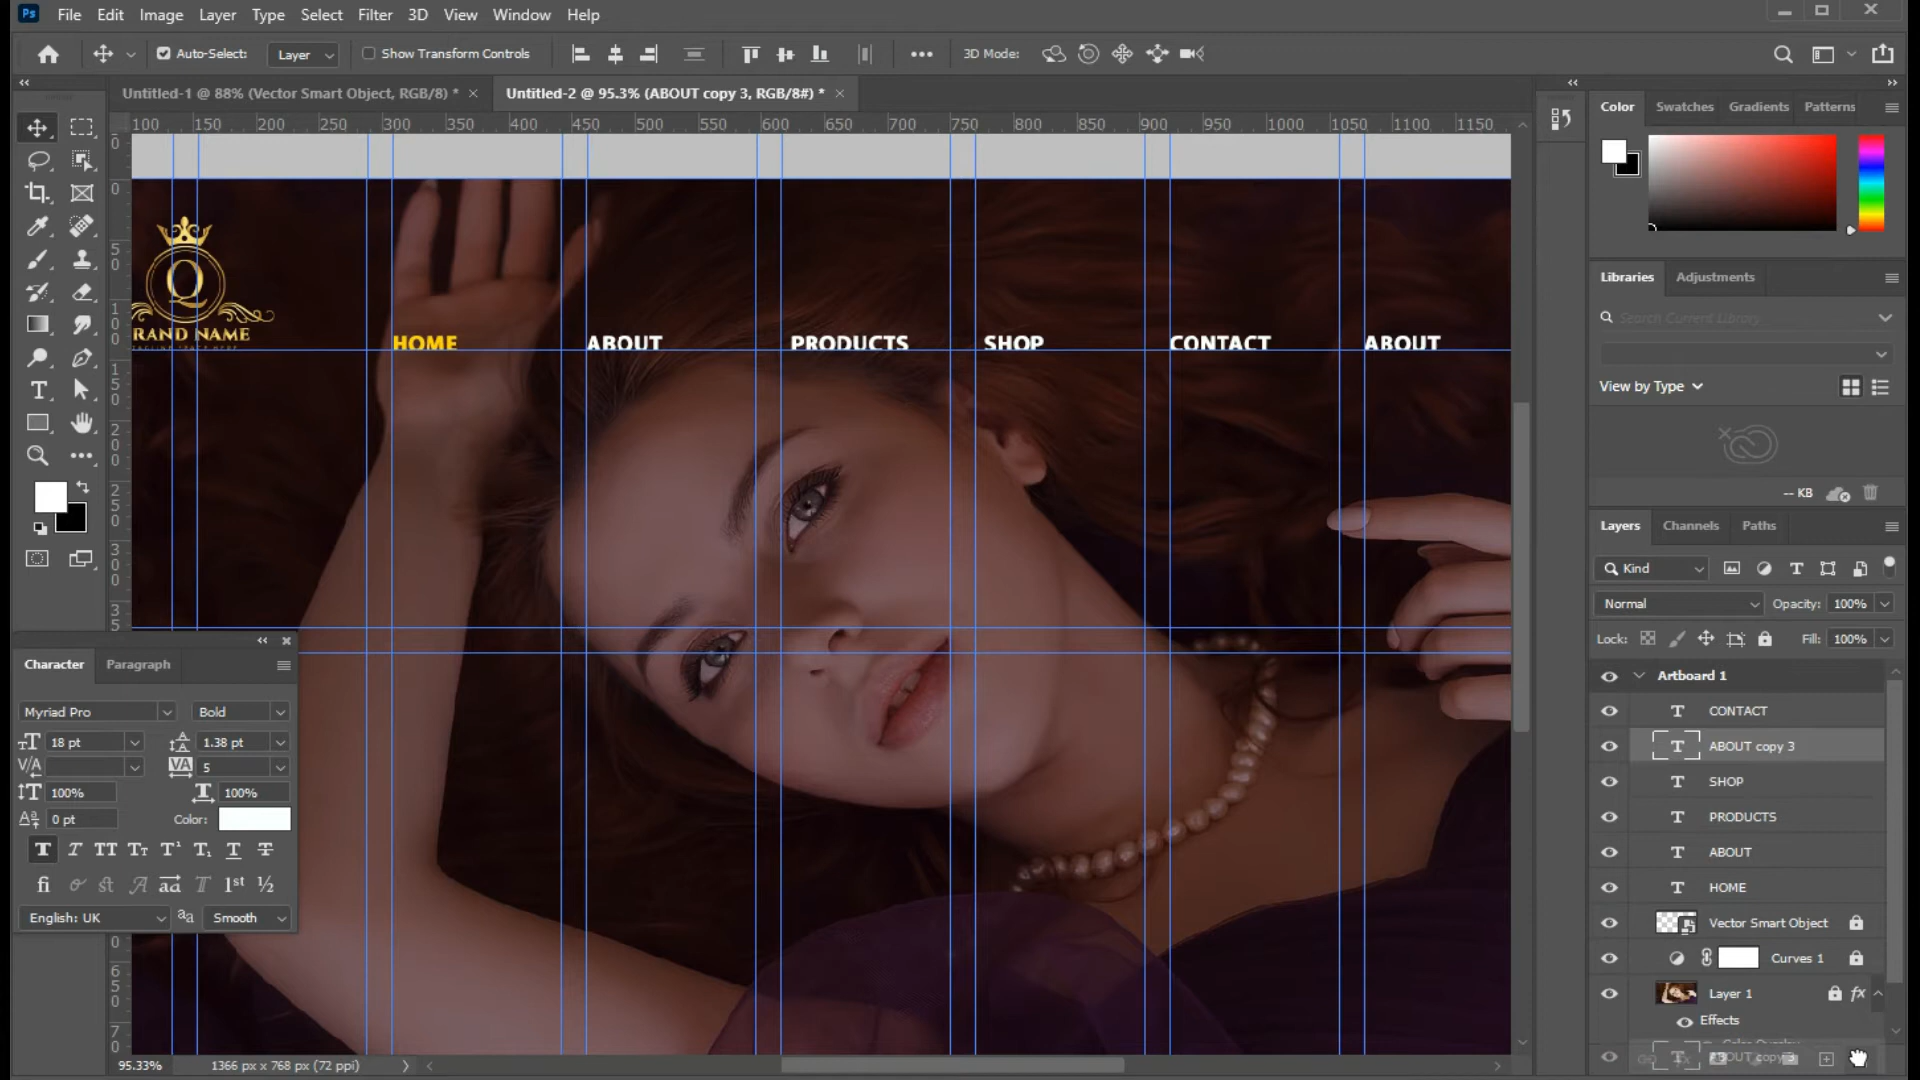 Ps File Edit Image Layer Type Select Filter 3D View Window Help
Auto-Select: Layer Show Transform Controls 3D Mode:
Untitled-1 @ 88% (Vector Smart Object, RGB/8) * Untitled-2 @ 95.3% (ABOUT copy 3, RGB/8#) *
100 150 200 250 300 350 400 450 500 550 600 650 700 750 800 850 900 950 1000 1050 1100 1150
Q
RAND NAME
HOME ABOUT PRODUCTS SHOP CONTACT ABOUT
Character Paragraph
Myriad Pro Bold
18 pt 1.38 pt
5
100% 100%
0 pt Color:
English: UK Smooth
95.33% 1366 px x 768 px (72 ppi)
Color Swatches Gradients Patterns
Libraries Adjustments
Search Current Library
View by Type
-- KB
Layers Channels Paths
Kind
Normal Opacity: 100%
Lock: Fill: 100%
Artboard 1
CONTACT
ABOUT copy 3
SHOP
PRODUCTS
ABOUT
HOME
Vector Smart Object
Curves 1
Layer 1 fx
Effects